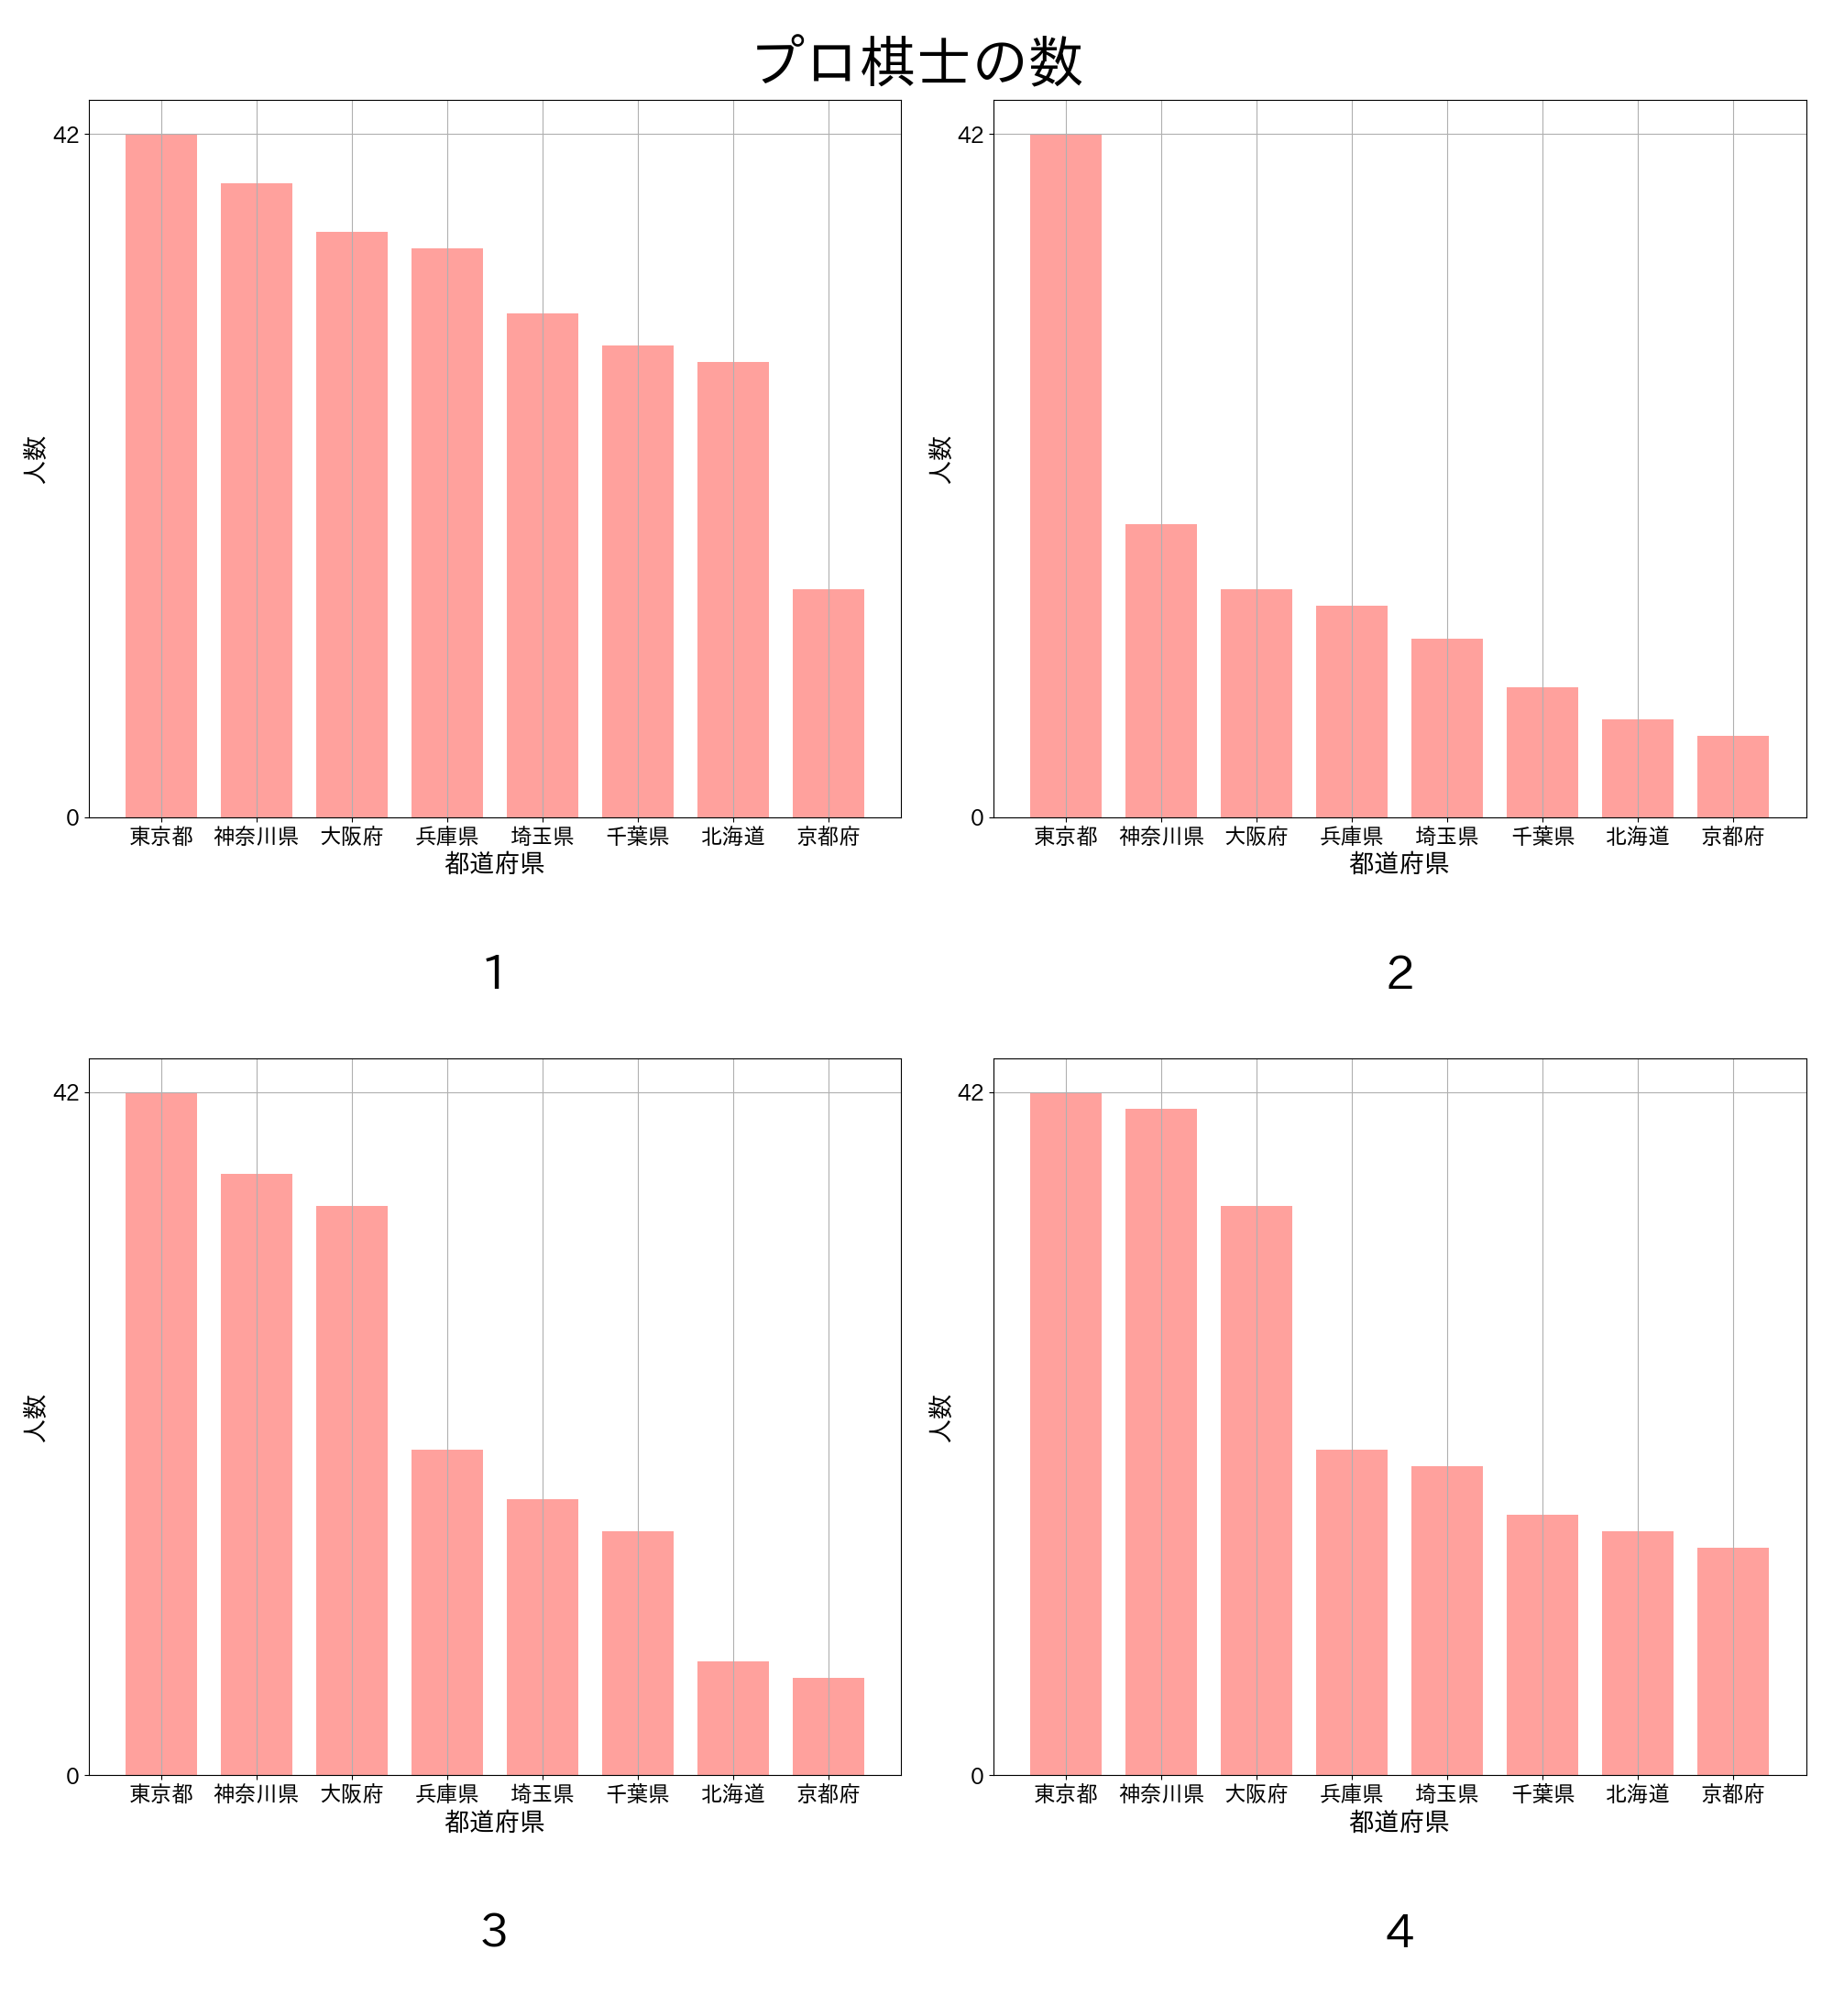 プロ棋士の数
42
0
人数
東京都 神奈川県 大阪府 兵庫県 埼玉県 千葉県 北海道 京都府
都道府県
1
42
0
人数
東京都 神奈川県 大阪府 兵庫県 埼玉県 千葉県 北海道 京都府
都道府県
2
42
0
人数
東京都 神奈川県 大阪府 兵庫県 埼玉県 千葉県 北海道 京都府
都道府県
3
42
0
人数
東京都 神奈川県 大阪府 兵庫県 埼玉県 千葉県 北海道 京都府
都道府県
4